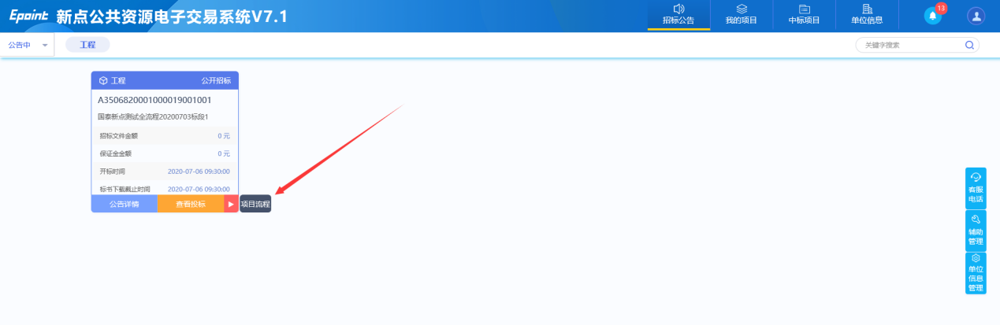 Epoint 新点公共资源电子交易系统V7.1
招标公告 我的项目 中标项目 单位信息 13
公告中 工程 关键字搜索
工程 公开招标
A3506820001000019001001
国泰新点测试全流程20200703标段1
招标文件金额 0 元
保证金金额 0 元
开标时间 2020-07-06 09:30:00
标书下载截止时间 2020-07-06 09:30:00
公告详情 查看投标 项目流程
客服
电话
辅助
管理
单位
信息
管理